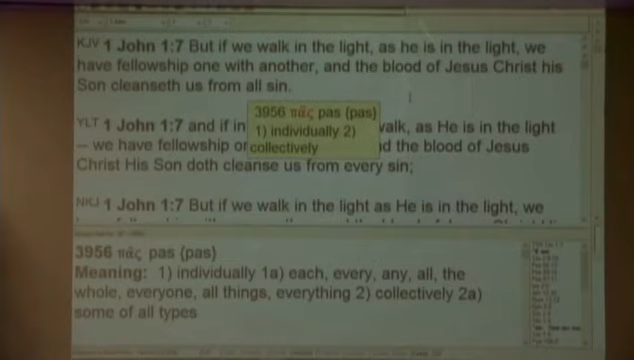 KJV 1 John 1:7 But if we walk in the light, as he is in the light, we
have fellowship one with another, and the blood of Jesus Christ his
Son cleanseth us from all sin.
3956 πᾶς pas {pas}
1) individually 2)
collectively
YLT 1 John 1:7 and if in walk, as He is in the light
– we have fellowship d the blood of Jesus
Christ His Son doth cleanse us from every sin;
NKJ 1 John 1:7 But if we walk in the light as He is in the light, we
3956 πᾶς pas {pas}
Meaning: 1) individually 1a) each, every, any, all, the
whole, everyone, all things, everything 2) collectively 2a)
some of all types